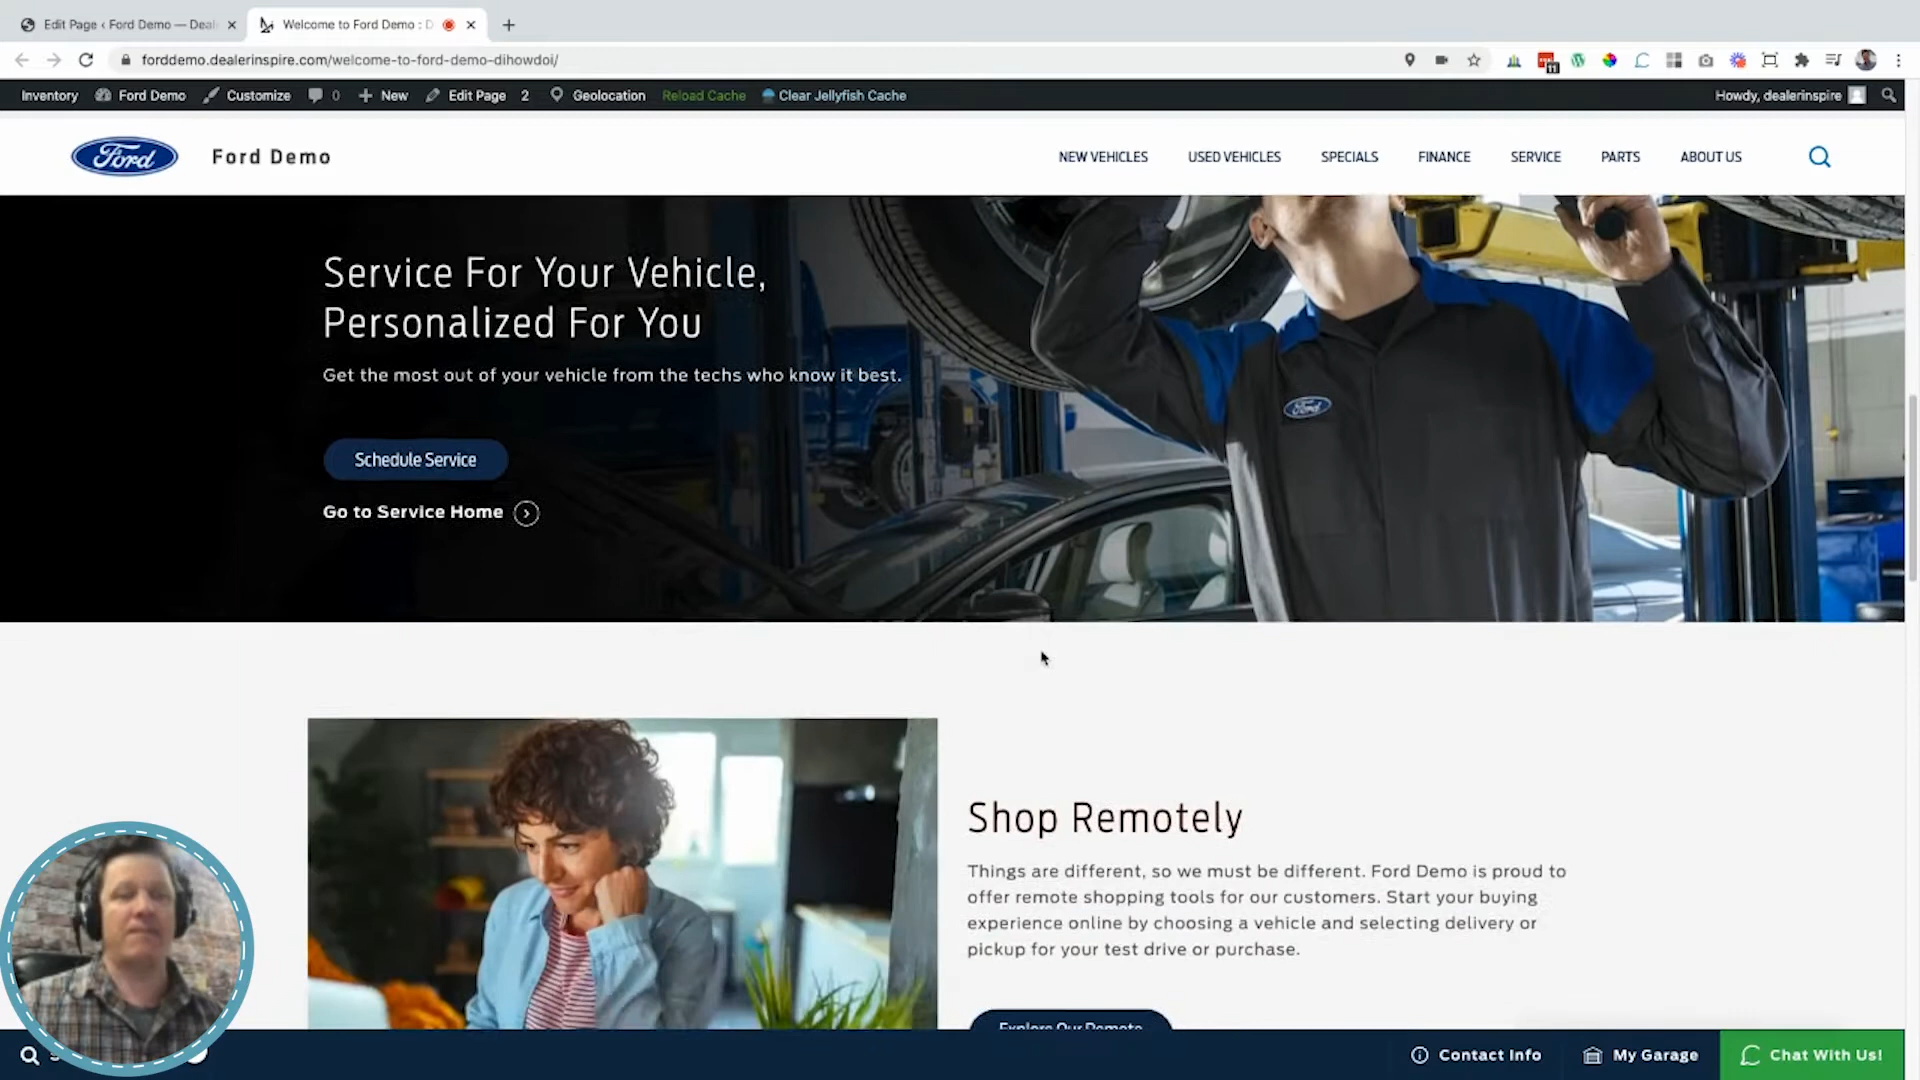 Edit Page ‹ Ford Demo — Deal
Welcome to Ford Demo : D
forddemo.dealerinspire.com/welcome-to-ford-demo-dihowdoi/
11
Inventory Ford Demo Customize 0 New Edit Page 2 Geolocation Reload Cache Clear Jellyfish Cache Howdy, dealerinspire
Ford Ford Demo NEW VEHICLES USED VEHICLES SPECIALS FINANCE SERVICE PARTS ABOUT US
Service For Your Vehicle,
Personalized For You
Get the most out of your vehicle from the techs who know it best.
Ford
Schedule Service
Go to Service Home
Shop Remotely
Things are different, so we must be different. Ford Demo is proud to
offer remote shopping tools for our customers. Start your buying
experience online by choosing a vehicle and selecting delivery or
pickup for your test drive or purchase.
Explore Our Remote
Contact Info My Garage Chat With Us!